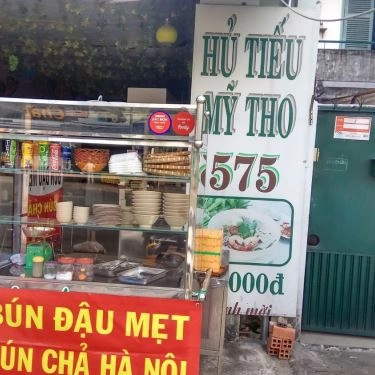 HỦ TIẾU
MỸ THO
575
000đ
BÚN ĐẬU MẸT
ÚN CHẢ HÀ NỘI